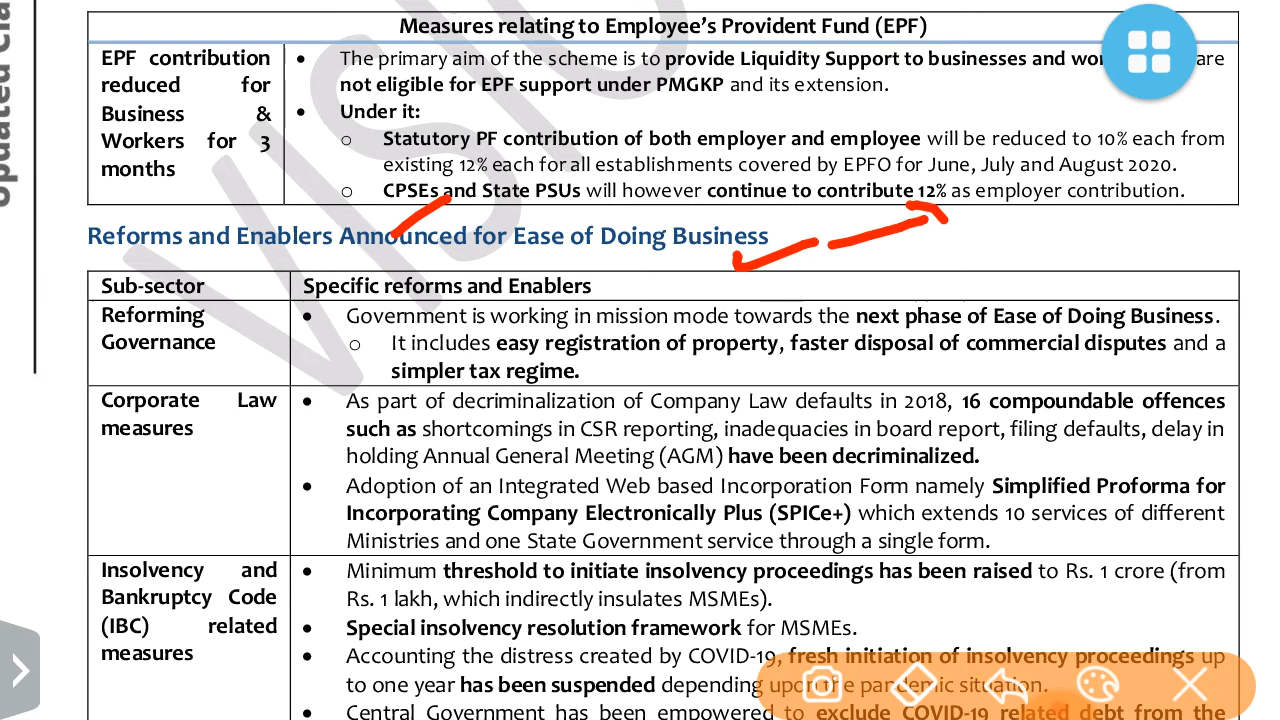 Measures relating to Employee's Provident Fund (EPF)
EPF contribution reduced for Business & Workers for 3 months
• The primary aim of the scheme is to provide Liquidity Support to businesses and are
not eligible for EPF support under PMGKP and its extension.
• Under it:
o Statutory PF contribution of both employer and employee will be reduced to 10% each from
existing 12% each for all establishments covered by EPFO for June, July and August 2020.
o CPSEs and State PSUs will however continue to contribute 12% as employer contribution.
Reforms and Enablers Announced for Ease of Doing Business
Sub-sector Specific reforms and Enablers
Reforming
Governance
• Government is working in mission mode towards the next phase of Ease of Doing Business.
o It includes easy registration of property, faster disposal of commercial disputes and a
simpler tax regime.
Corporate Law
measures
• As part of decriminalization of Company Law defaults in 2018, 16 compoundable offences
such as shortcomings in CSR reporting, inadequacies in board report, filing defaults, delay in
holding Annual General Meeting (AGM) have been decriminalized.
• Adoption of an Integrated Web based Incorporation Form namely Simplified Proforma for
Incorporating Company Electronically Plus (SPICe+) which extends 10 services of different
Ministries and one State Government service through a single form.
Insolvency and
Bankruptcy Code
(IBC) related
measures
• Minimum threshold to initiate insolvency proceedings has been raised to Rs. 1 crore (from
Rs. 1 lakh, which indirectly insulates MSMEs).
• Special insolvency resolution framework for MSMEs.
• Accounting the distress created by COVID-19, fresh initiation of insolvency proceedings up
to one year has been suspended depending upon the pandemic situation.
• Central Government has been empowered to exclude COVID-19 related debt from the